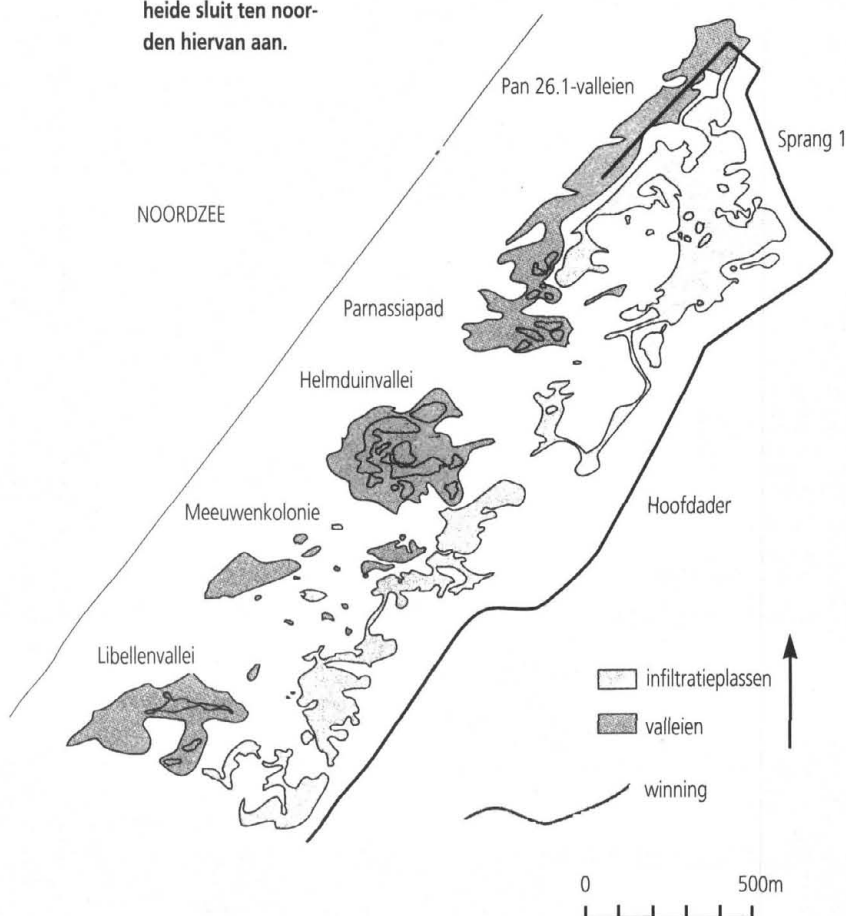 heide sluit ten noor-
den hiervan aan.
Pan 26.1-valleien
Sprang 1
NOORDZEE
Parnassiapad
Helmduinvallei
Hoofdader
Meeuwenkolonie
Libellenvallei
infiltratieplassen
valleien
winning
0 500m